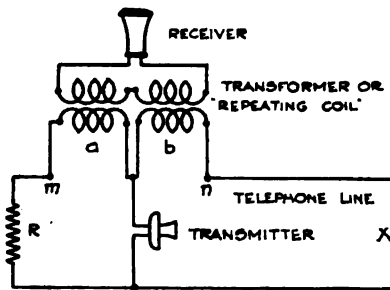 RECEIVER
TRANSFORMER OR
"REPEATING COIL"
a
b
m
n
TELEPHONE LINE
R
TRANSMITTER
X